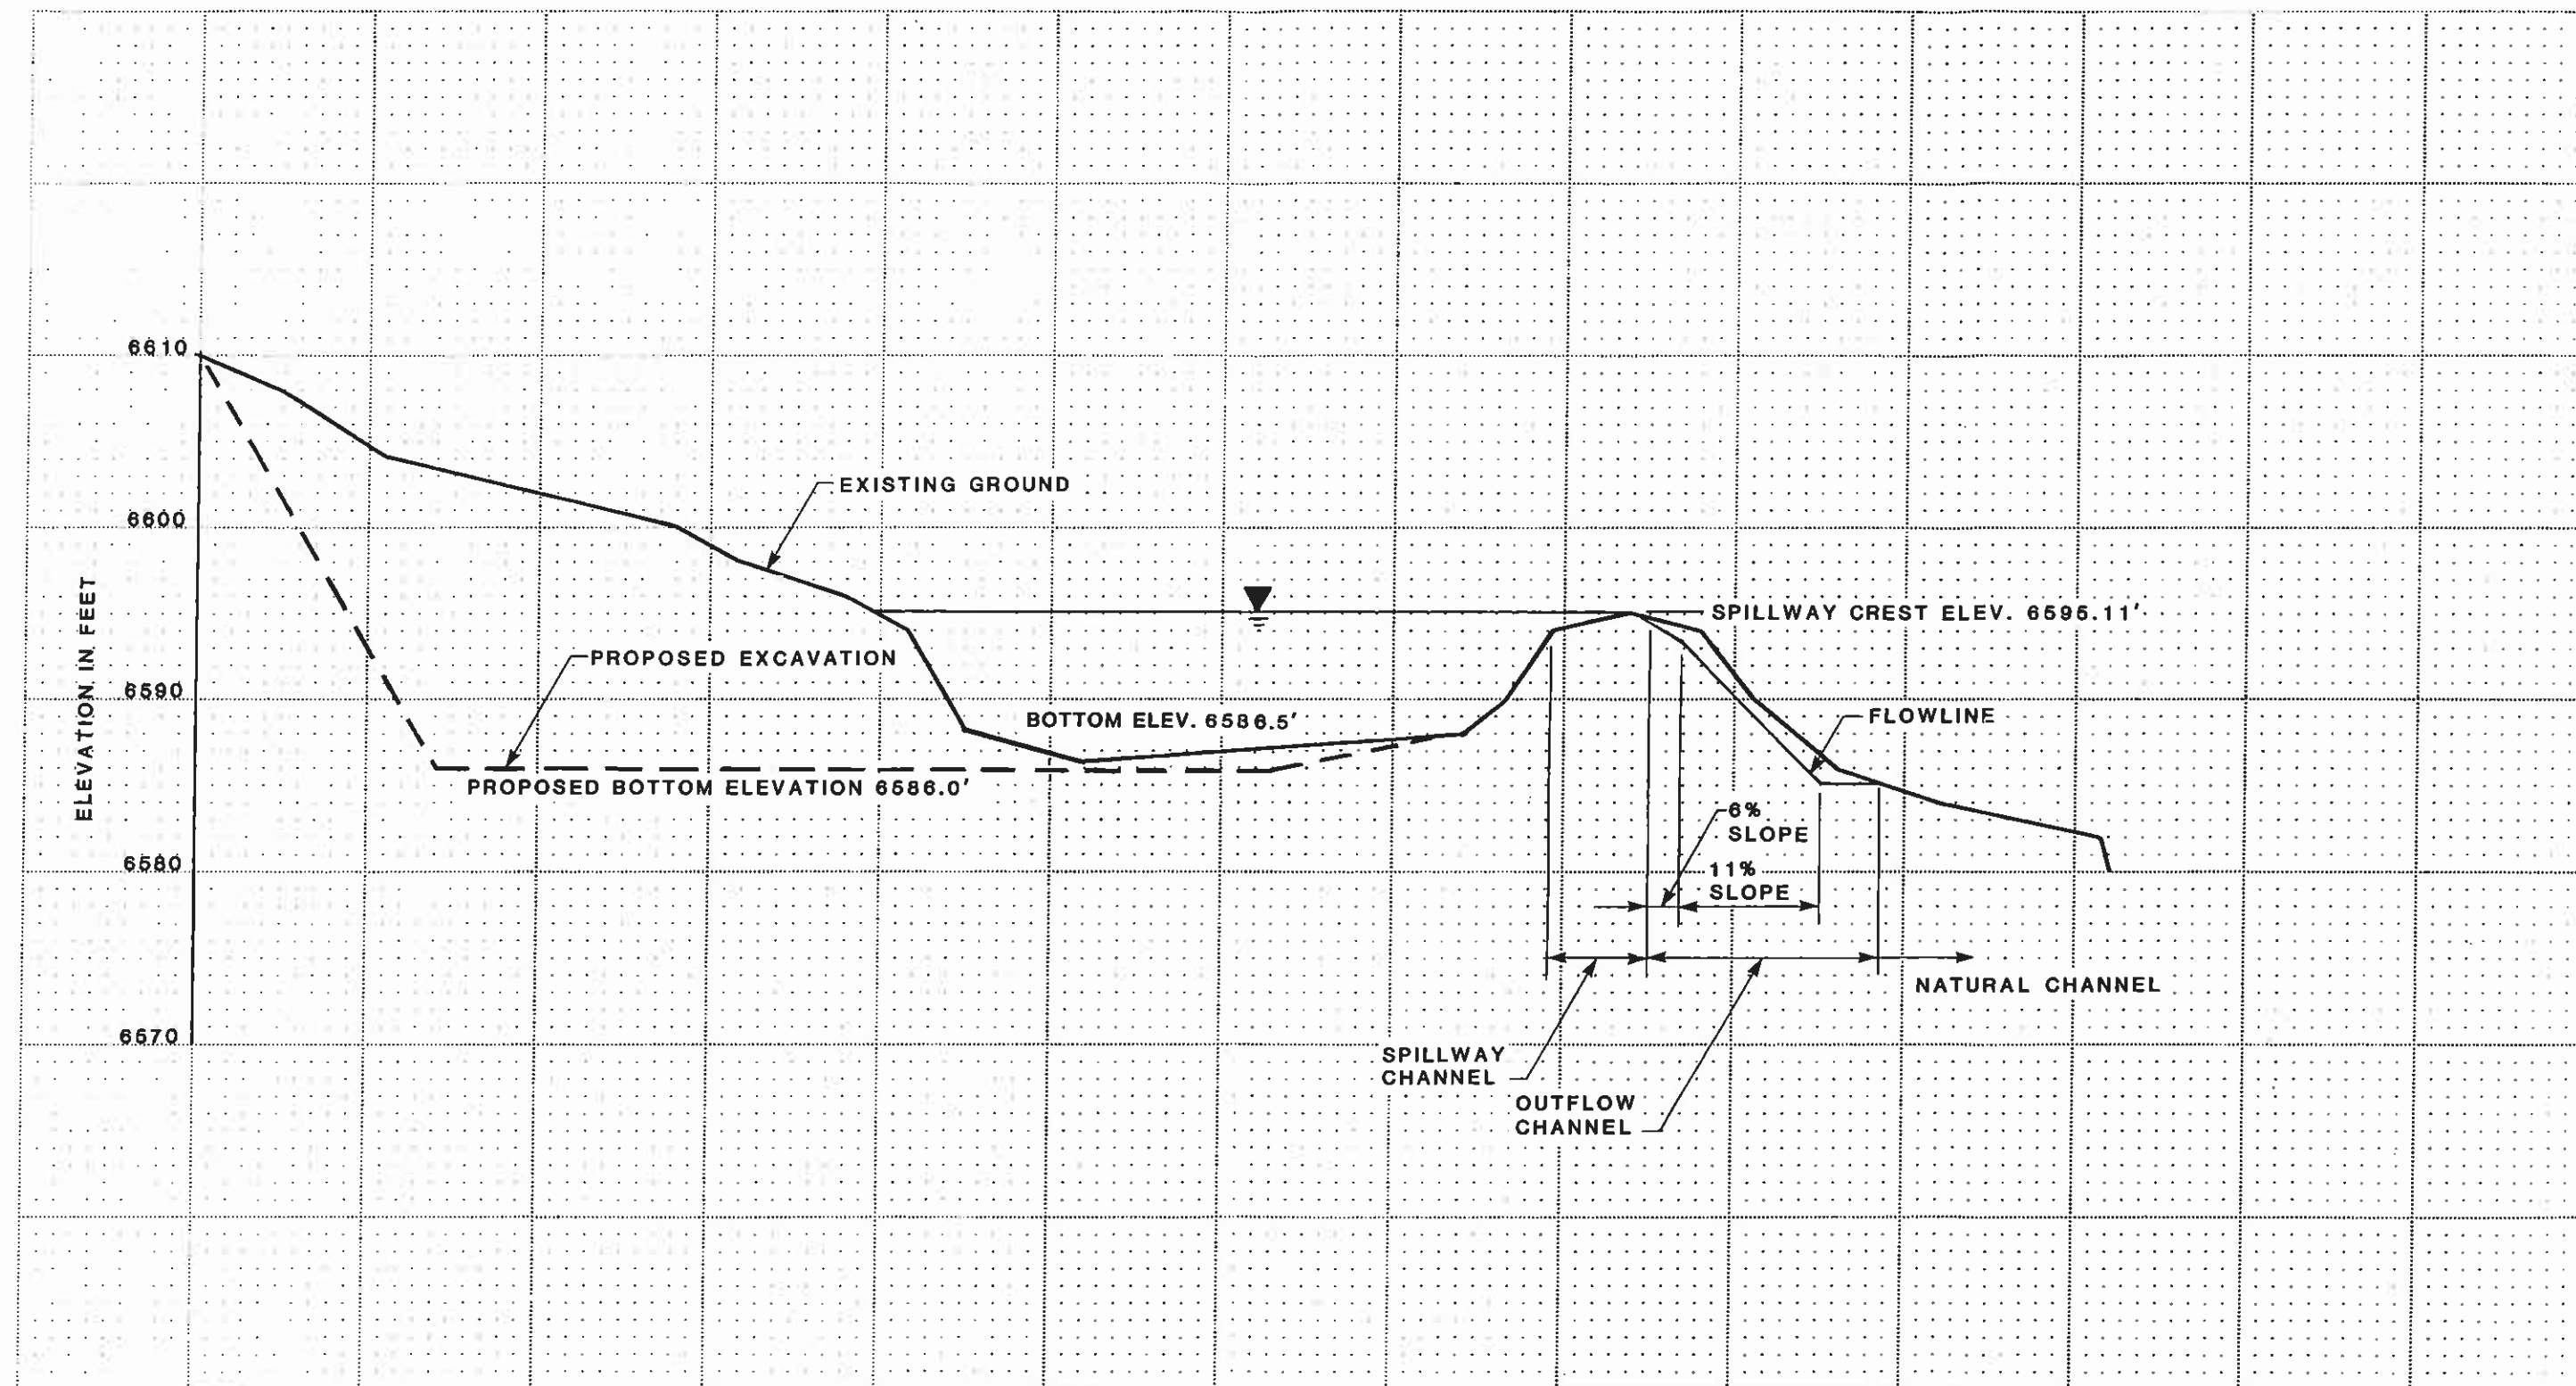 6610
EXISTING GROUND
6600
ELEVATION IN FEET
SPILLWAY CREST ELEV. 6595.11'
PROPOSED EXCAVATION
6590
BOTTOM ELEV. 6586.5'
FLOWLINE
PROPOSED BOTTOM ELEVATION 6586.0'
6%
SLOPE
6580
11%
SLOPE
NATURAL CHANNEL
6570
SPILLWAY
CHANNEL
OUTFLOW
CHANNEL